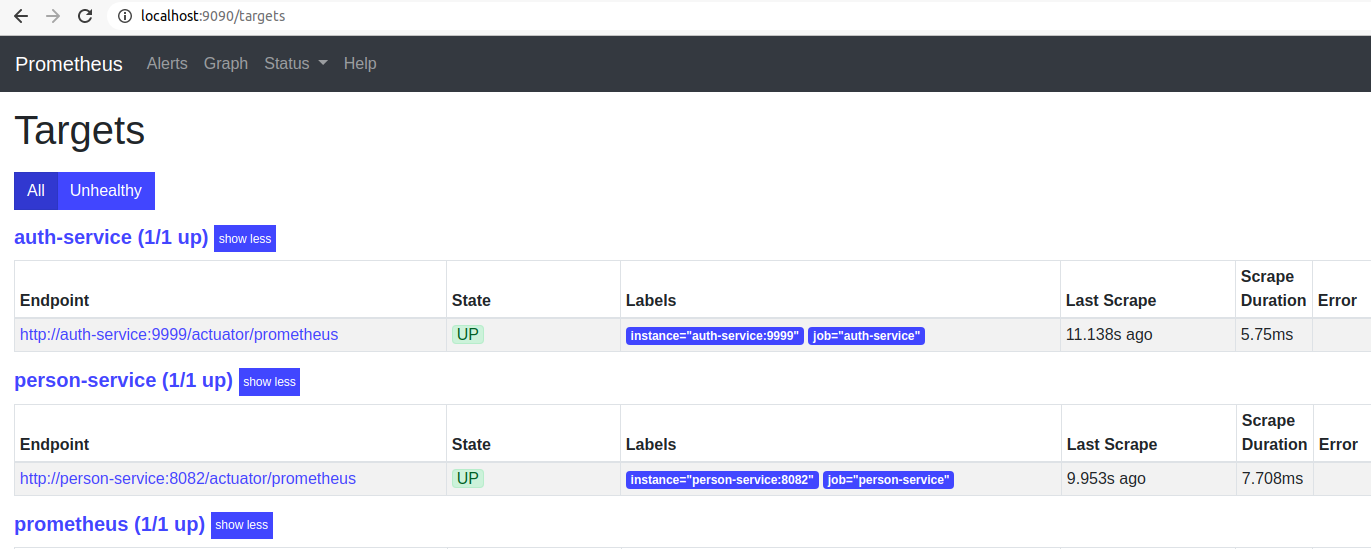 localhost:9090/targets
Prometheus Alerts Graph Status Help
Targets
All Unhealthy
auth-service (1/1 up) show less
Endpoint State Labels Last Scrape Scrape Duration Error
http://auth-service:9999/actuator/prometheus UP instance="auth-service:9999" job="auth-service" 11.138s ago 5.75ms
person-service (1/1 up) show less
Endpoint State Labels Last Scrape Scrape Duration Error
http://person-service:8082/actuator/prometheus UP instance="person-service:8082" job="person-service" 9.953s ago 7.708ms
prometheus (1/1 up) show less